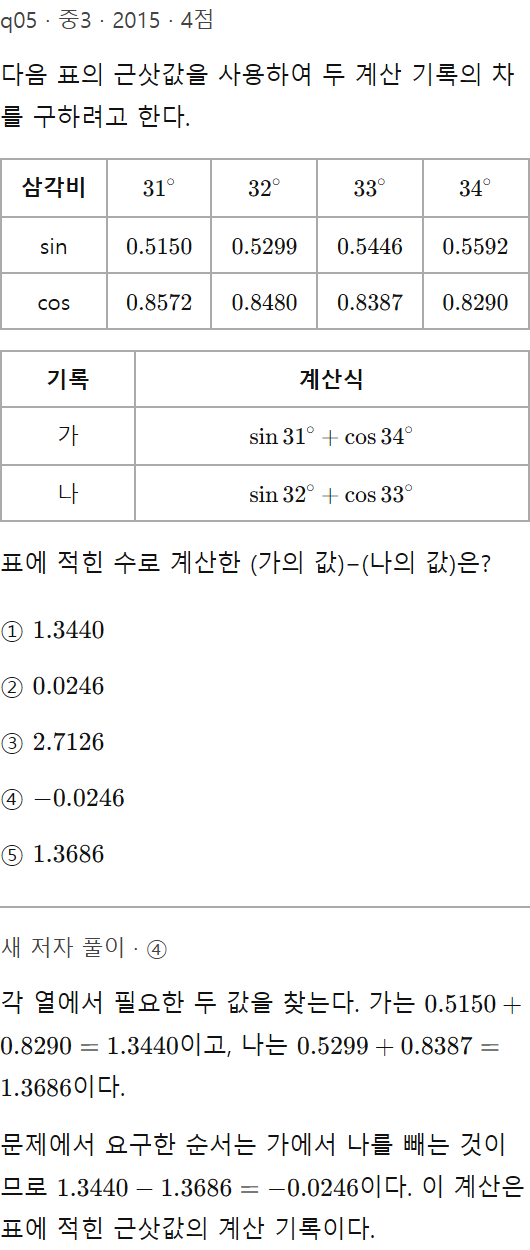 q05 · 중3 · 2015 · 4점
다음 표의 근삿값을 사용하여 두 계산 기록의 차
를 구하려고 한다.
삼각비 31° 32° 33° 34°
sin 0.5150 0.5299 0.5446 0.5592
cos 0.8572 0.8480 0.8387 0.8290
기록 계산식
가 sin 31° + cos 34°
나 sin 32° + cos 33°
표에 적힌 수로 계산한 (가의 값)−(나의 값)은?
① 1.3440
② 0.0246
③ 2.7126
④ −0.0246
⑤ 1.3686
새 저자 풀이 · ④
각 열에서 필요한 두 값을 찾는다. 가는 0.5150 +
0.8290 = 1.3440이고, 나는 0.5299 + 0.8387 =
1.3686이다.
문제에서 요구한 순서는 가에서 나를 빼는 것이
므로 1.3440 − 1.3686 = −0.0246이다. 이 계산은
표에 적힌 근삿값의 계산 기록이다.